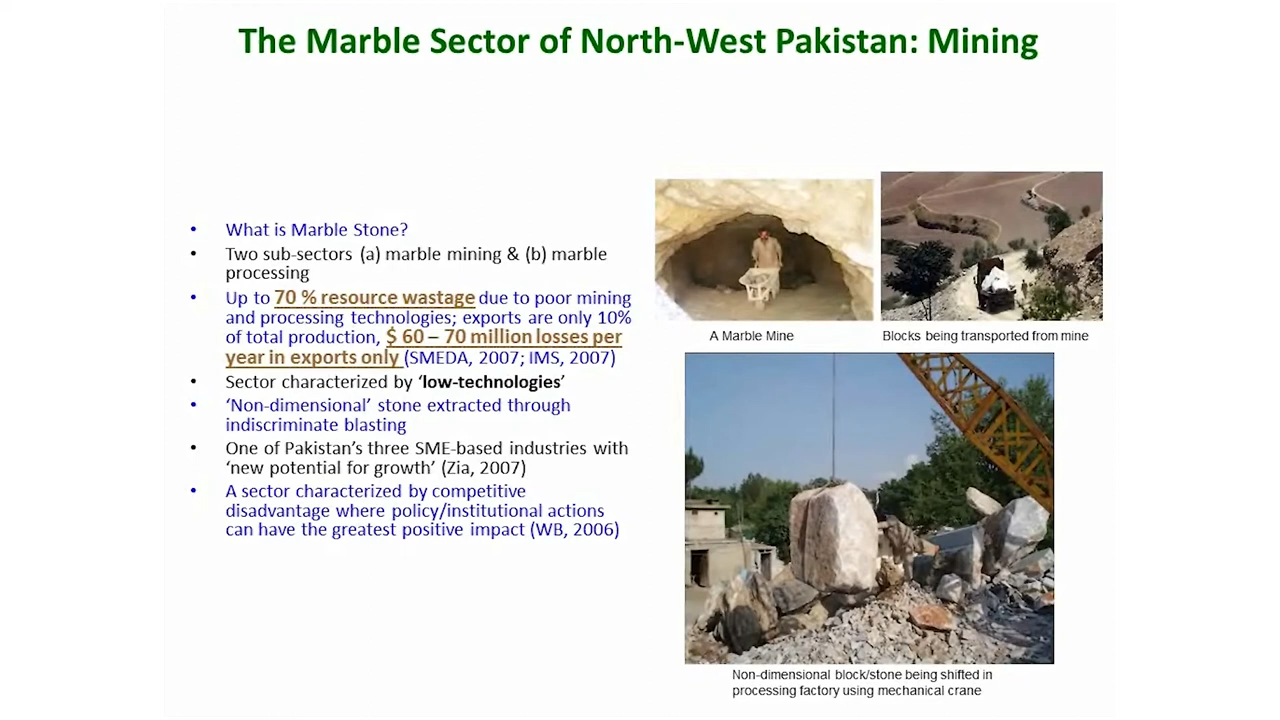 The Marble Sector of North-West Pakistan: Mining
• What is Marble Stone?
• Two sub-sectors (a) marble mining & (b) marble
processing
• Up to 70 % resource wastage due to poor mining
and processing technologies; exports are only 10%
of total production, $ 60 – 70 million losses per
year in exports only (SMEDA, 2007; IMS, 2007)
• Sector characterized by ‘low-technologies’
• ‘Non-dimensional’ stone extracted through
indiscriminate blasting
• One of Pakistan’s three SME-based industries with
‘new potential for growth’ (Zia, 2007)
• A sector characterized by competitive
disadvantage where policy/institutional actions
can have the greatest positive impact (WB, 2006)
A Marble Mine
Blocks being transported from mine
Non-dimensional block/stone being shifted in
processing factory using mechanical crane